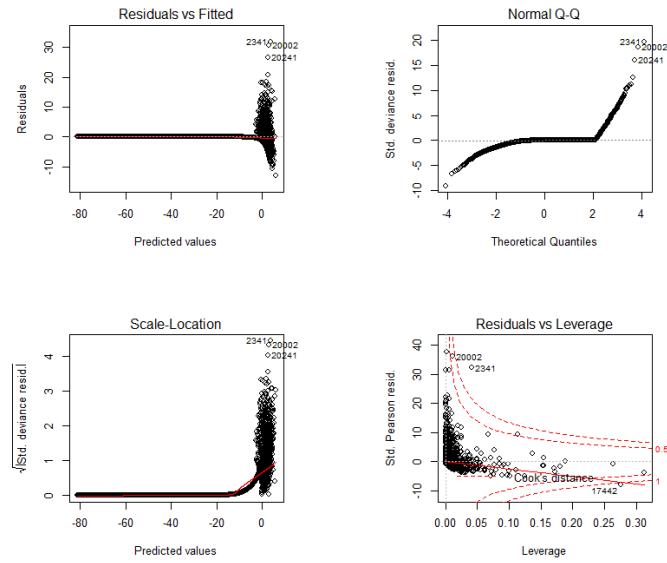 Residuals vs Fitted
Residuals
30
20
10
0
-10
2341
20002
20241
-80 -60 -40 -20 0
Predicted values
Normal Q-Q
Std. deviance resid.
20
15
10
5
0
-5
-10
2341
20002
20241
-4 -2 0 2 4
Theoretical Quantiles
Scale-Location
√|Std. deviance resid.|
4
3
2
1
0
2341
20002
20241
-80 -60 -40 -20 0
Predicted values
Residuals vs Leverage
Std. Pearson resid.
40
30
20
10
0
-10
20002
2341
0.5
1
Cook's distance
17442
0.00 0.05 0.10 0.15 0.20 0.25 0.30
Leverage